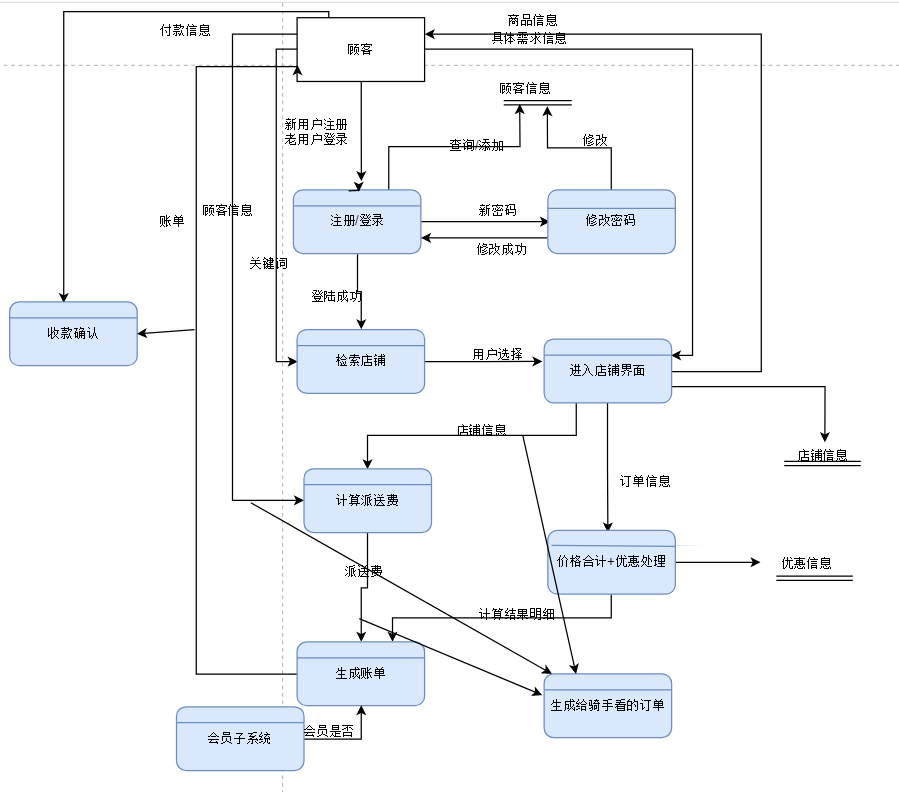 商品信息
付款信息
具体需求信息
顾客
顾客信息
新用户注册
老用户登录
查询/添加
修改
账单
顾客信息
注册/登录
新密码
修改密码
修改成功
关键词
登陆成功
收款确认
检索店铺
用户选择
进入店铺界面
店铺信息
店铺信息
订单信息
计算派送费
价格合计+优惠处理
优惠信息
派送费
计算结果明细
生成账单
生成给骑手看的订单
会员是否
会员子系统